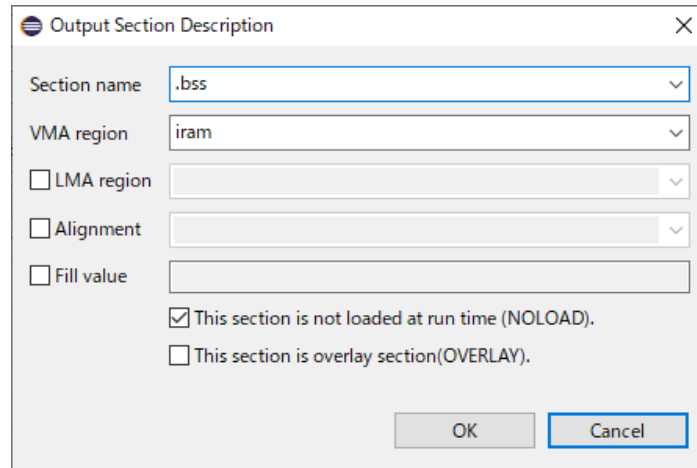 Output Section Description
Section name .bss
VMA region iram
LMA region
Alignment
Fill value
This section is not loaded at run time (NOLOAD).
This section is overlay section(OVERLAY).
OK Cancel